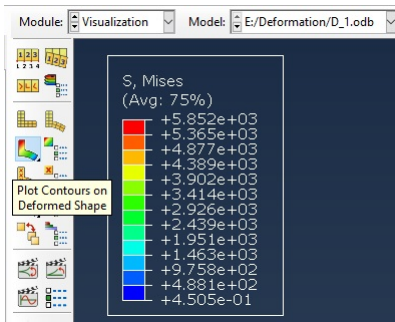 Module: Visualization Model: E:/Deformation/D_1.odb
S, Mises
(Avg: 75%)
+5.852e+03
+5.365e+03
+4.877e+03
+4.389e+03
+3.902e+03
+3.414e+03
+2.926e+03
+2.439e+03
+1.951e+03
+1.463e+03
+9.758e+02
+4.881e+02
+4.505e-01
Plot Contours on
Deformed Shape